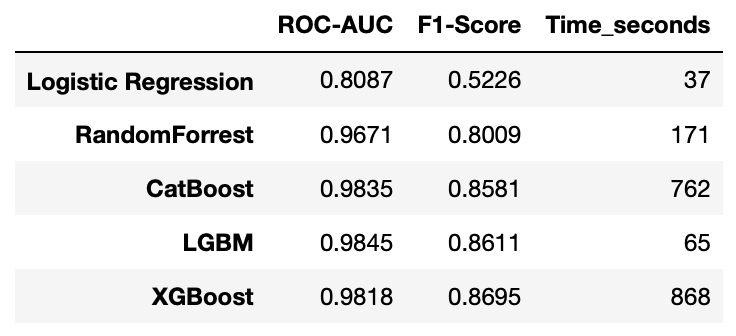 ROC-AUC F1-Score Time_seconds
Logistic Regression 0.8087 0.5226 37
RandomForrest 0.9671 0.8009 171
CatBoost 0.9835 0.8581 762
LGBM 0.9845 0.8611 65
XGBoost 0.9818 0.8695 868